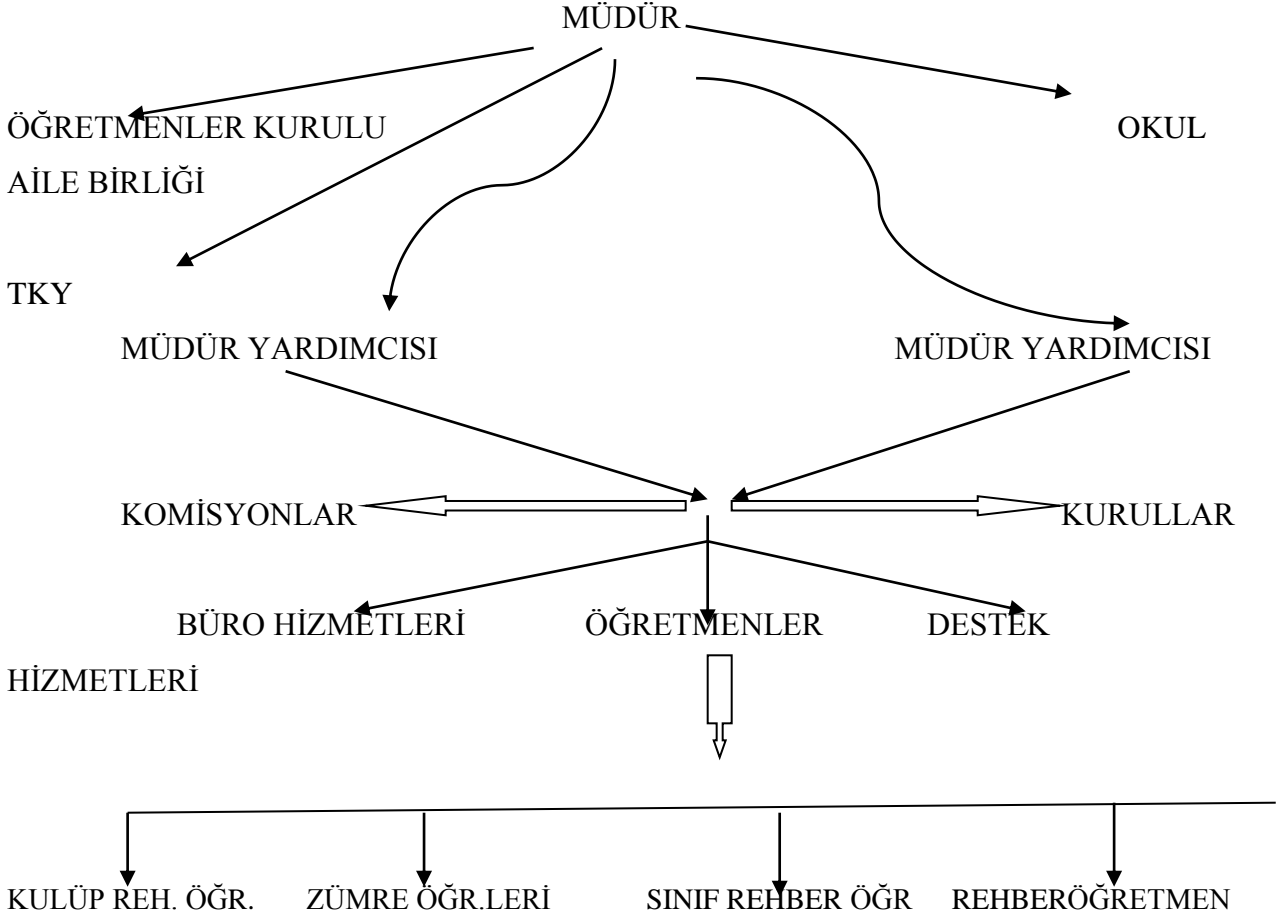 MÜDÜR
ÖĞRETMENLER KURULU OKUL
AİLE BİRLİĞİ
TKY
MÜDÜR YARDIMCISI MÜDÜR YARDIMCISI
KOMİSYONLAR KURULLAR
BÜRO HİZMETLERİ ÖĞRETMENLER DESTEK
HİZMETLERİ
KULÜP REH. ÖĞR. ZÜMRE ÖĞR.LERİ SINIF REHBER ÖĞR REHBERÖĞRETMEN